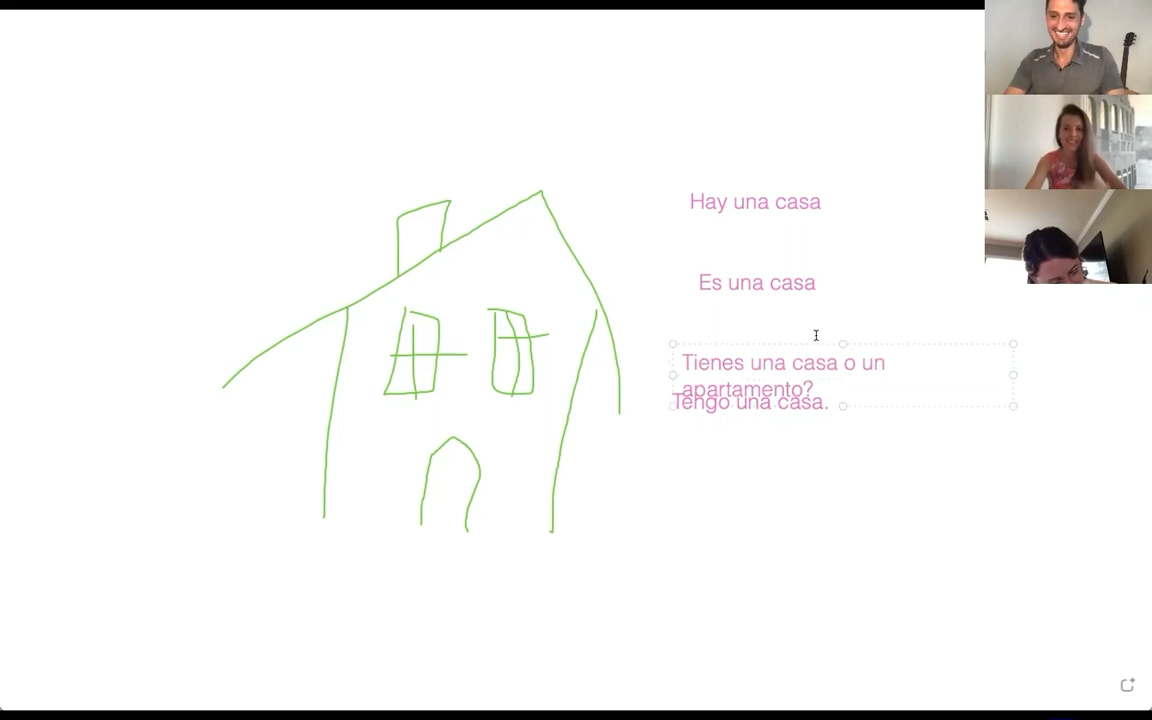 Hay una casa
Es una casa
Tienes una casa o un
apartamento?
Tengo una casa.